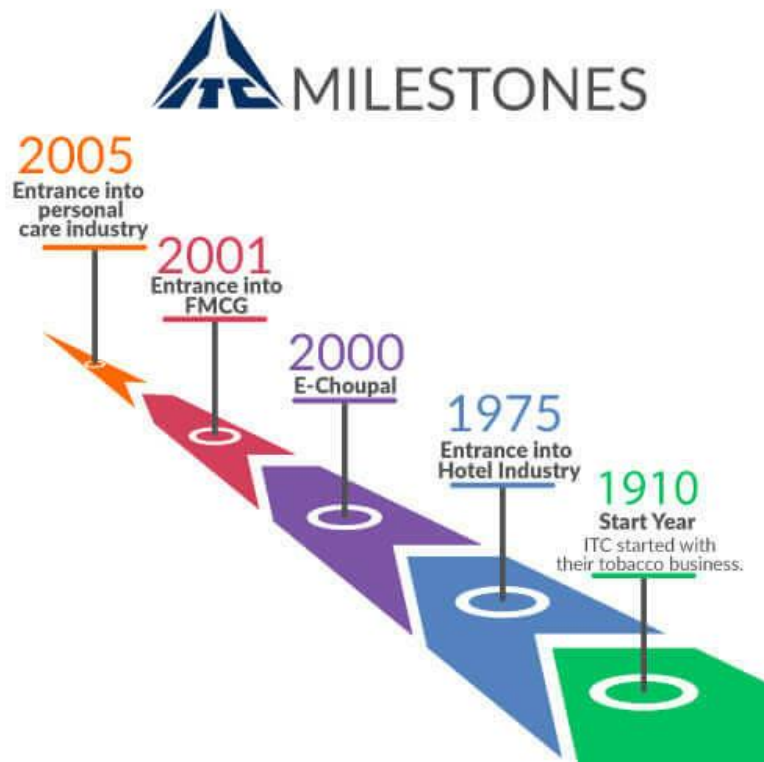 ITC MILESTONES
2005
Entrance into
personal
care industry
2001
Entrance into
FMCG
2000
E-Choupal
1975
Entrance into
Hotel Industry
1910
Start Year
ITC started with
their tobacco business.